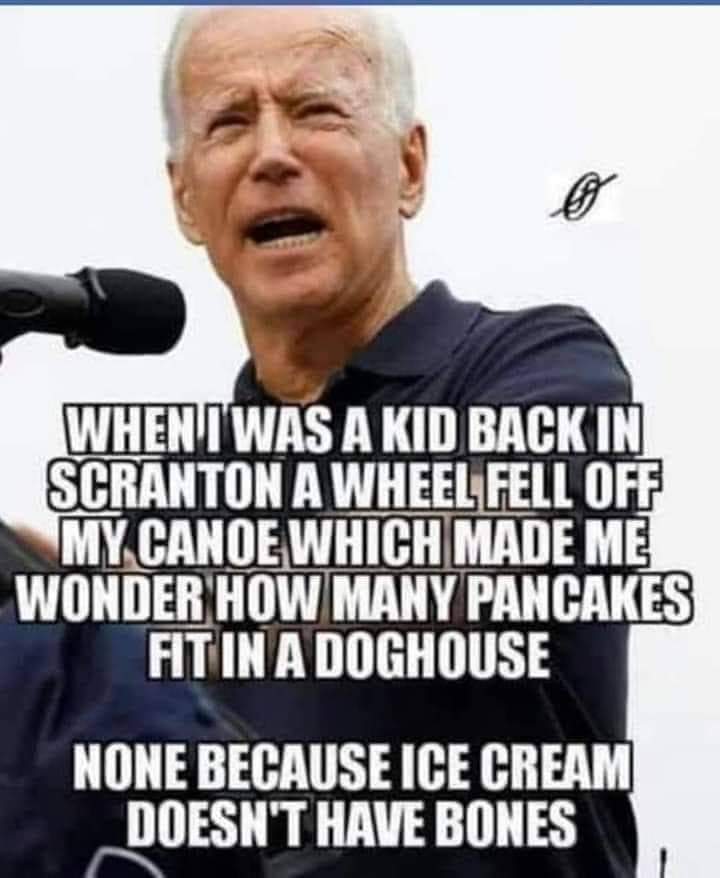 WHEN I WAS A KID BACK IN
SCRANTON A WHEEL FELL OFF
MY CANOE WHICH MADE ME
WONDER HOW MANY PANCAKES
FIT IN A DOGHOUSE
NONE BECAUSE ICE CREAM
DOESN'T HAVE BONES